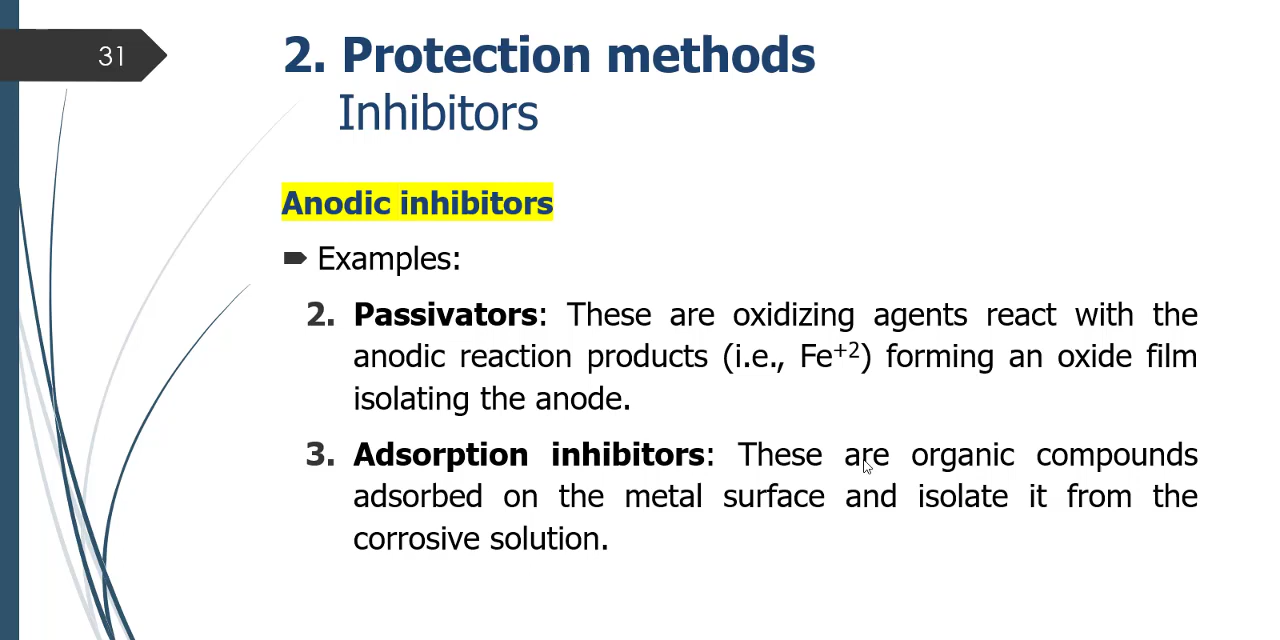 31
2. Protection methods
Inhibitors
Anodic inhibitors
Examples:
2. Passivators: These are oxidizing agents react with the
anodic reaction products (i.e., Fe⁺²) forming an oxide film
isolating the anode.
3. Adsorption inhibitors: These are organic compounds
adsorbed on the metal surface and isolate it from the
corrosive solution.